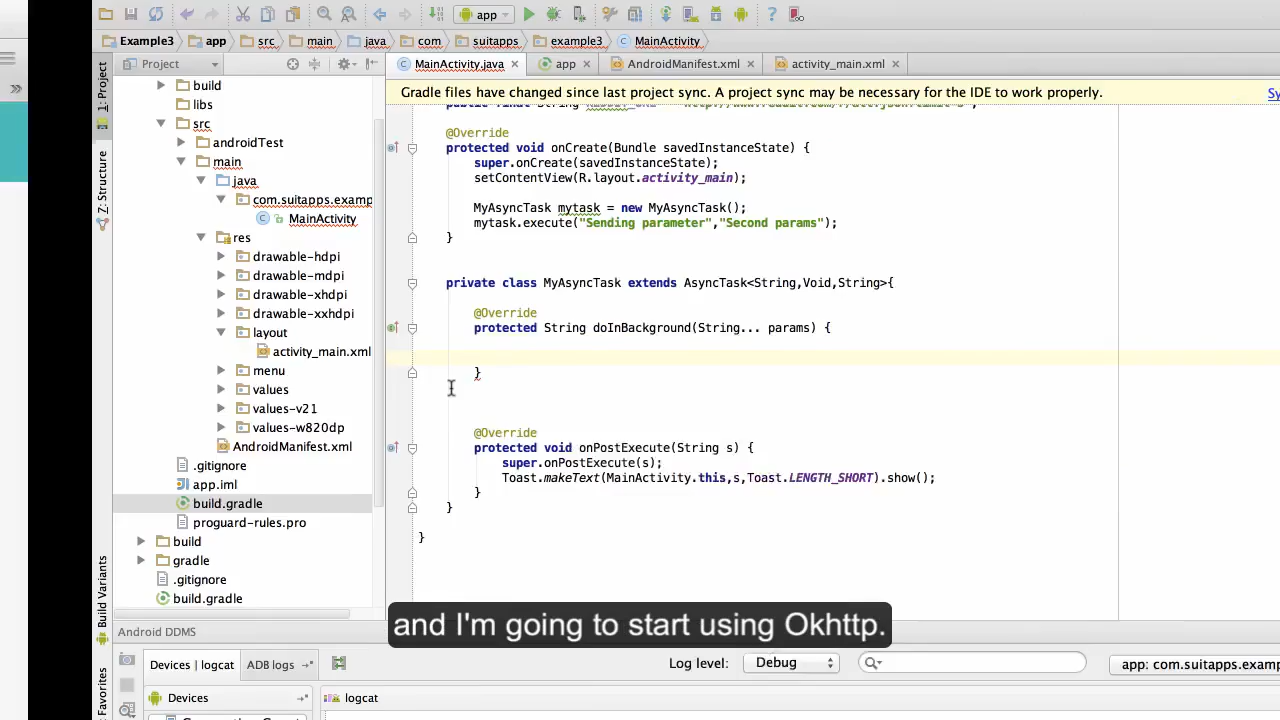 app
Example3 app src main java com suitapps example3 MainActivity
Project MainActivity.java app AndroidManifest.xml activity_main.xml
1: Project
Z: Structure
Build Variants
Favorites
build
libs
src
androidTest
main
java
com.suitapps.examp
MainActivity
res
drawable-hdpi
drawable-mdpi
drawable-xhdpi
drawable-xxhdpi
layout
activity_main.xml
menu
values
values-v21
values-w820dp
AndroidManifest.xml
.gitignore
app.iml
build.gradle
proguard-rules.pro
build
gradle
.gitignore
build.gradle
Gradle files have changed since last project sync. A project sync may be necessary for the IDE to work properly. Sy
@Override
protected void onCreate(Bundle savedInstanceState) {
super.onCreate(savedInstanceState);
setContentView(R.layout.activity_main);
MyAsyncTask mytask = new MyAsyncTask();
mytask.execute("Sending parameter","Second params");
}
private class MyAsyncTask extends AsyncTask<String,Void,String>{
@Override
protected String doInBackground(String... params) {
}
@Override
protected void onPostExecute(String s) {
super.onPostExecute(s);
Toast.makeText(MainActivity.this,s,Toast.LENGTH_SHORT).show();
}
}
}
and I'm going to start using Okhttp.
Android DDMS
Devices | logcat ADB logs Log level: Debug app: com.suitapps.examp
Devices logcat